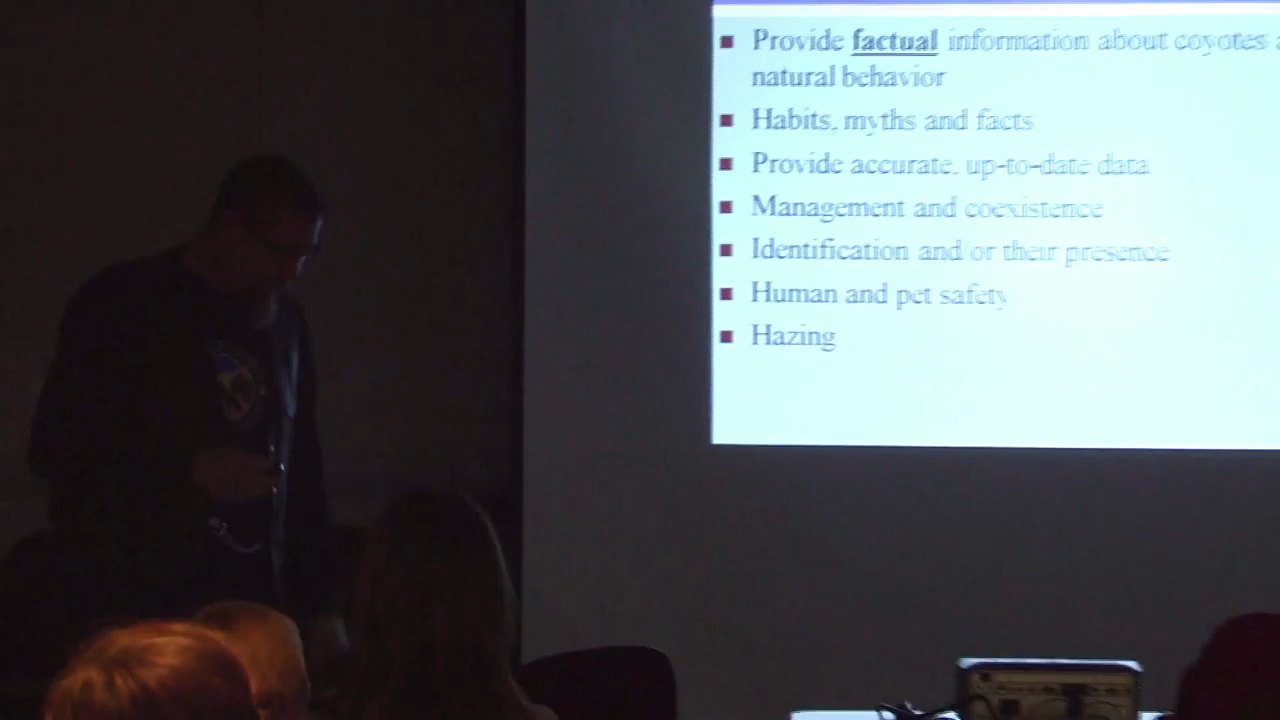 Provide factual information about coyotes a
natural behavior
Habits, myths and facts
Provide accurate, up-to-date data
Management and coexistence
Identification and/or their presence
Human and pet safety
Hazing